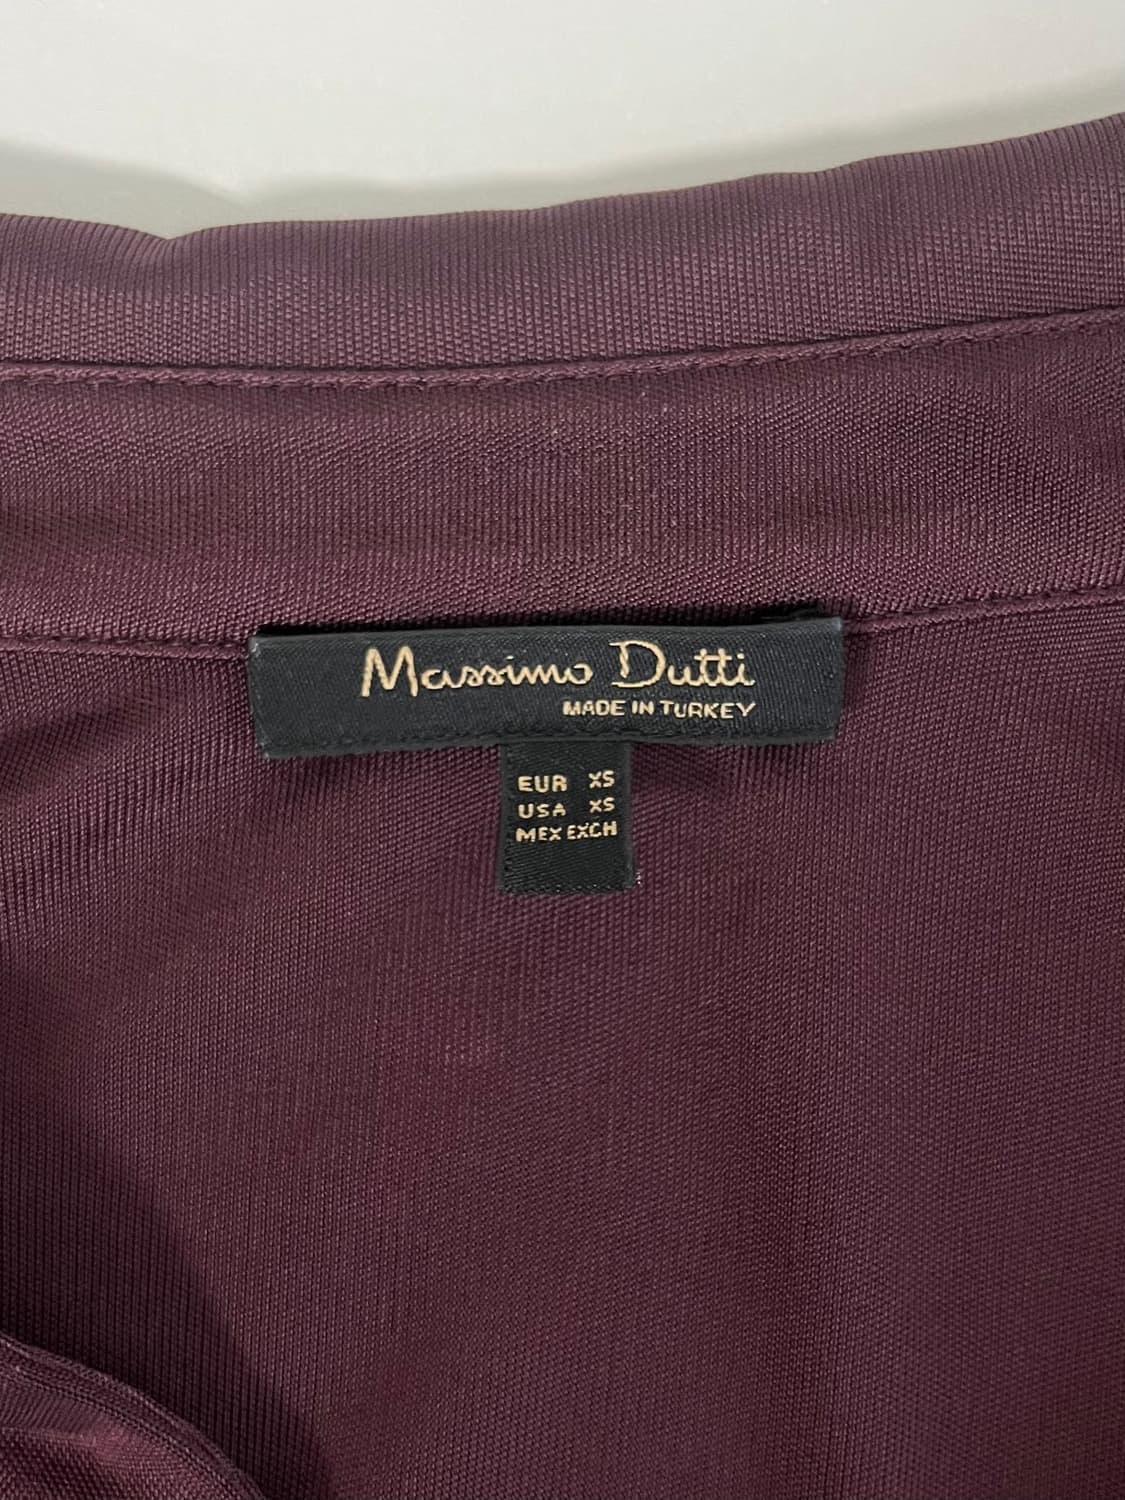 Massimo Dutti
MADE IN TURKEY
EUR XS
USA XS
MEX EXCH